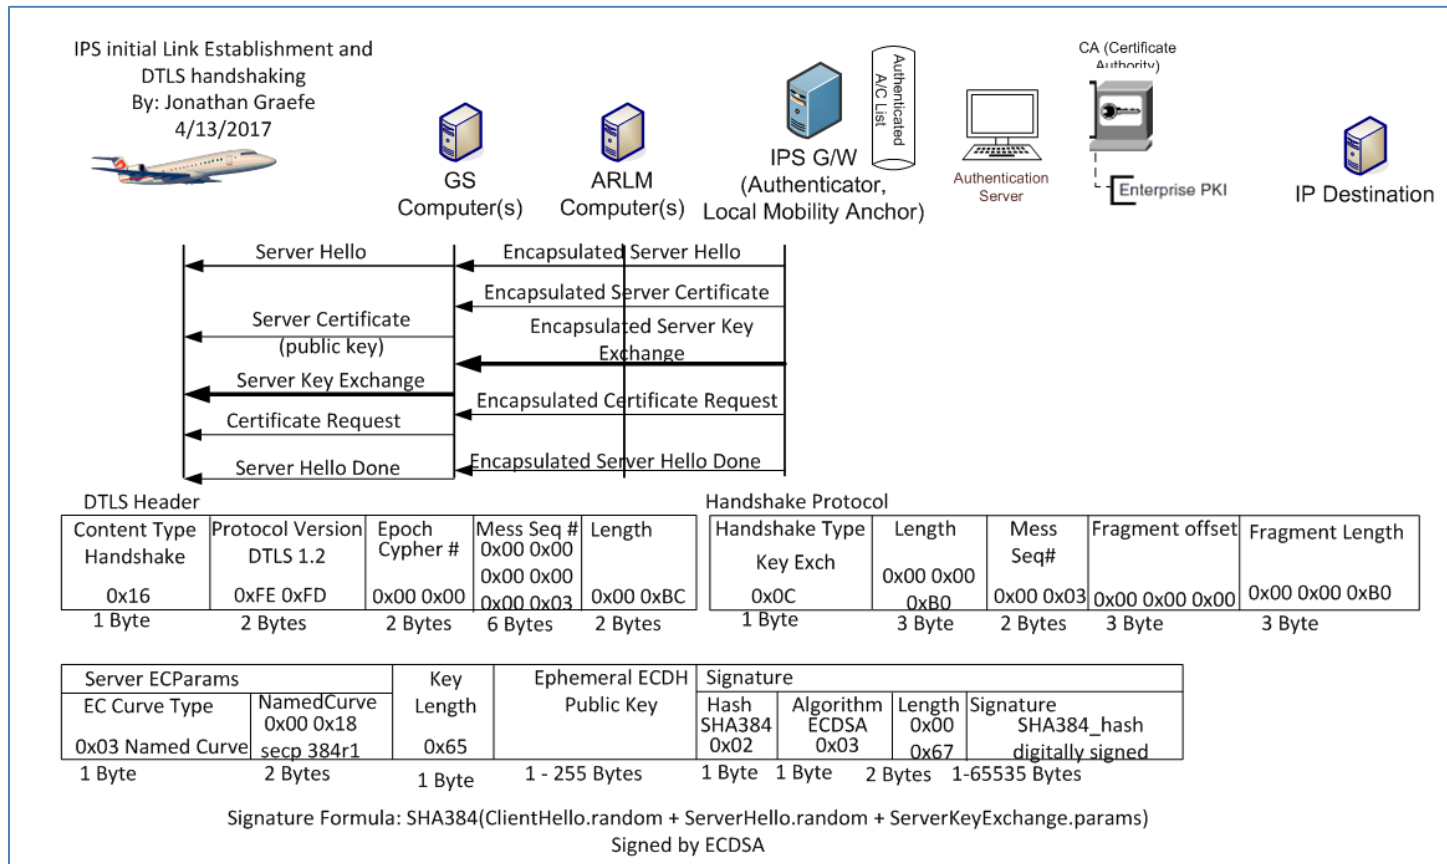 IPS initial Link Establishment and
DTLS handshaking
By: Jonathan Graefe
4/13/2017
GS
Computer(s)
ARLM
Computer(s)
IPS G/W
(Authenticator,
Local Mobility Anchor)
Authenticated
A/C List
Authentication
Server
CA (Certificate
Authority)
Enterprise PKI
IP Destination
Server Hello
Encapsulated Server Hello
Encapsulated Server Certificate
Server Certificate
(public key)
Encapsulated Server Key
Exchange
Server Key Exchange
Encapsulated Certificate Request
Certificate Request
Encapsulated Server Hello Done
Server Hello Done
DTLS Header
Content Type
Handshake
0x16
1 Byte
Protocol Version
DTLS 1.2
0xFE 0xFD
2 Bytes
Epoch
Cypher #
0x00 0x00
2 Bytes
Mess Seq #
0x00 0x00
0x00 0x00
0x00 0x03
6 Bytes
Length
0x00 0xBC
2 Bytes
Handshake Protocol
Handshake Type
Key Exch
0x0C
1 Byte
Length
0x00 0x00
0xB0
3 Byte
Mess
Seq#
0x00 0x03
2 Bytes
Fragment offset
0x00 0x00 0x00
3 Byte
Fragment Length
0x00 0x00 0xB0
3 Byte
Server ECParams
EC Curve Type
0x03 Named Curve
1 Byte
NamedCurve
0x00 0x18
secp 384r1
2 Bytes
Key
Length
0x65
1 Byte
Ephemeral ECDH
Public Key
1 - 255 Bytes
Signature
Hash
SHA384
0x02
1 Byte
Algorithm
ECDSA
0x03
1 Byte
Length
0x00
0x67
2 Bytes
Signature
SHA384_hash
digitally signed
1-65535 Bytes
Signature Formula: SHA384(ClientHello.random + ServerHello.random + ServerKeyExchange.params)
Signed by ECDSA